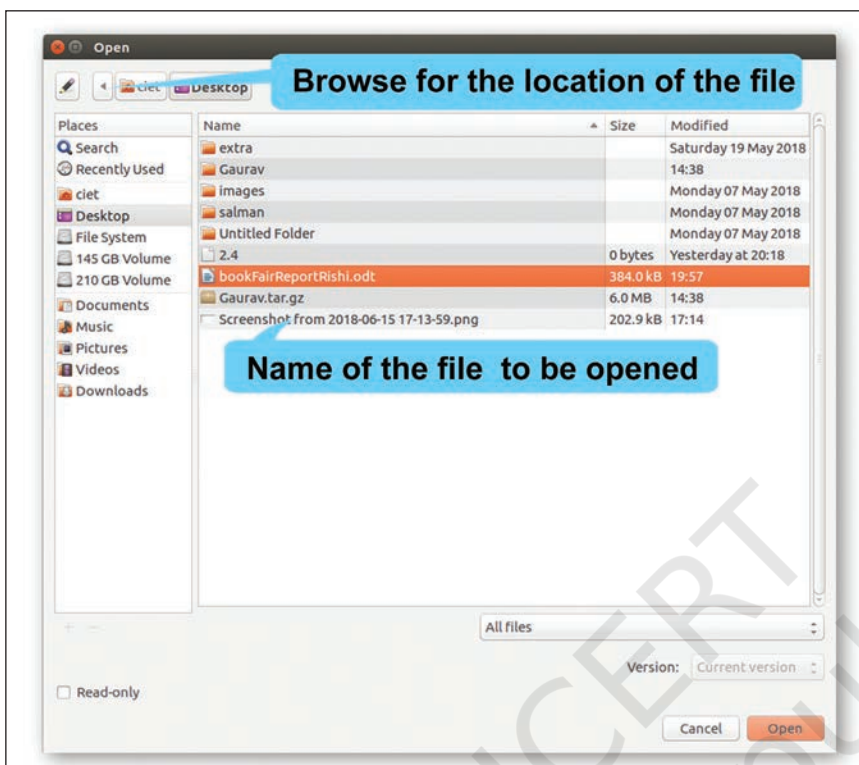 Open
Browse for the location of the file
ciet Desktop
Places Name Size Modified
Search extra Saturday 19 May 2018
Recently Used Gaurav 14:38
ciet images Monday 07 May 2018
Desktop salman Monday 07 May 2018
File System Untitled Folder Monday 07 May 2018
145 GB Volume 2.4 0 bytes Yesterday at 20:18
210 GB Volume bookFairReportRishi.odt 384.0 kB 19:57
Documents Gaurav.tar.gz 6.0 MB 14:38
Music Screenshot from 2018-06-15 17-13-59.png 202.9 kB 17:14
Pictures
Videos
Downloads
Name of the file to be opened
All files
Version: Current version
Read-only
Cancel Open